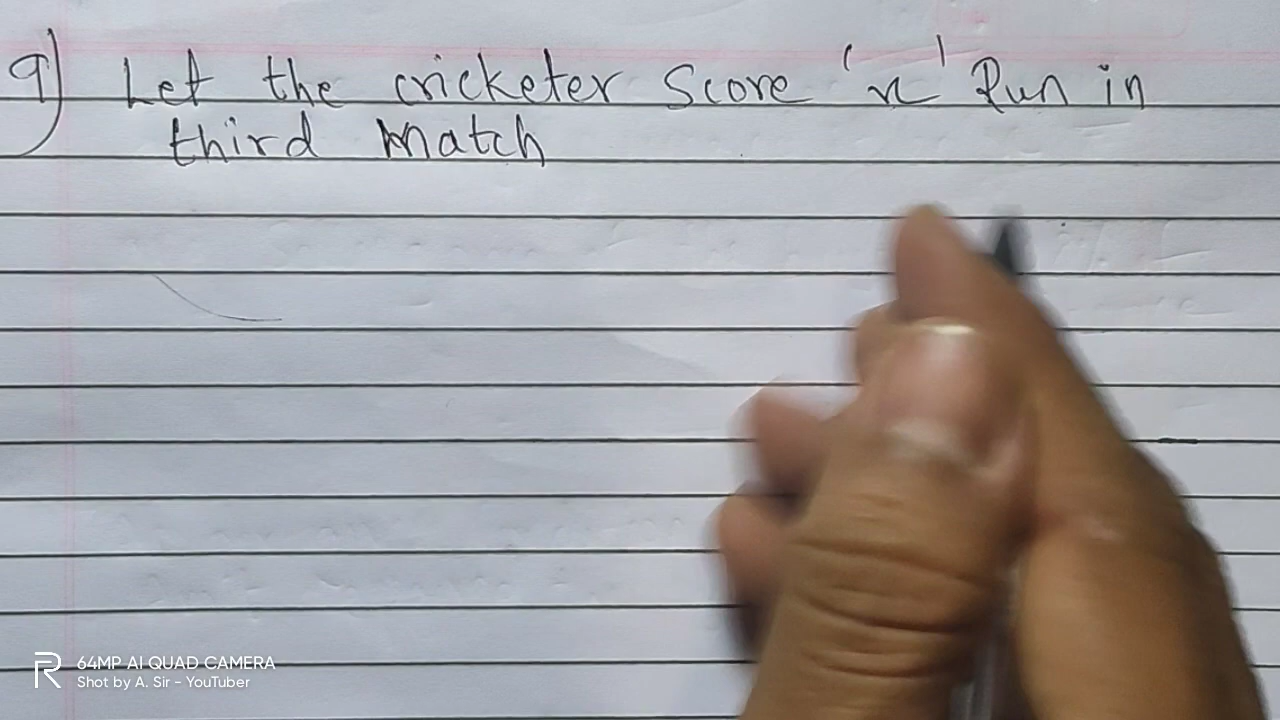 9) Let the cricketer Score 'x' Run in
third Match
64MP AI QUAD CAMERA
Shot by A. Sir - YouTuber